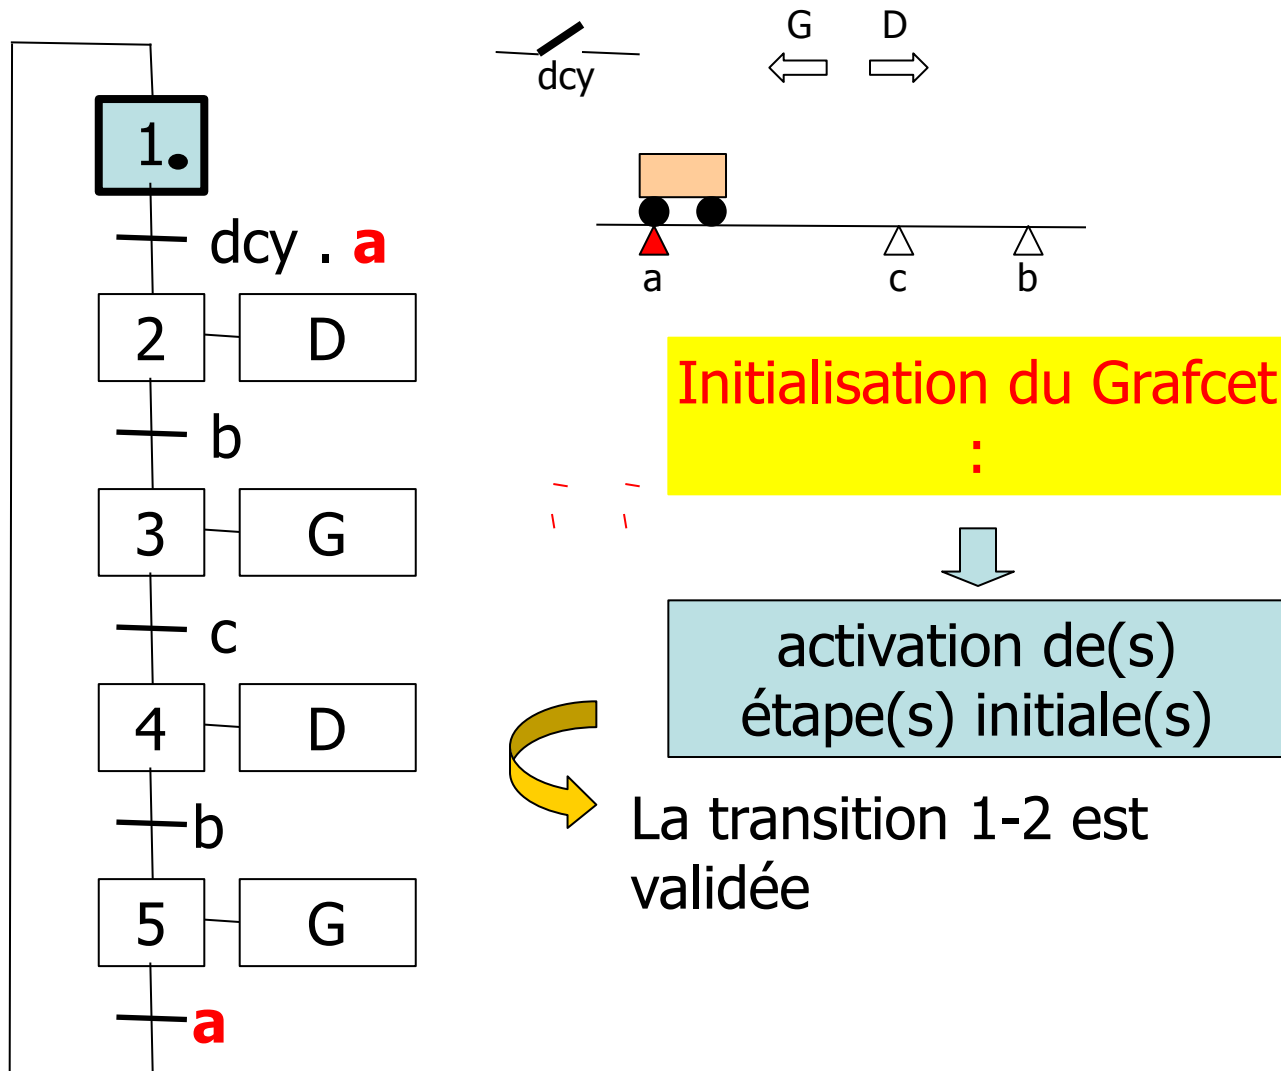 G D
dcy
1.
dcy . a
a c b
2 D
Initialisation du Grafcet
:
b
3 G
c
activation de(s)
étape(s) initiale(s)
4 D
b
La transition 1-2 est
validée
5 G
a